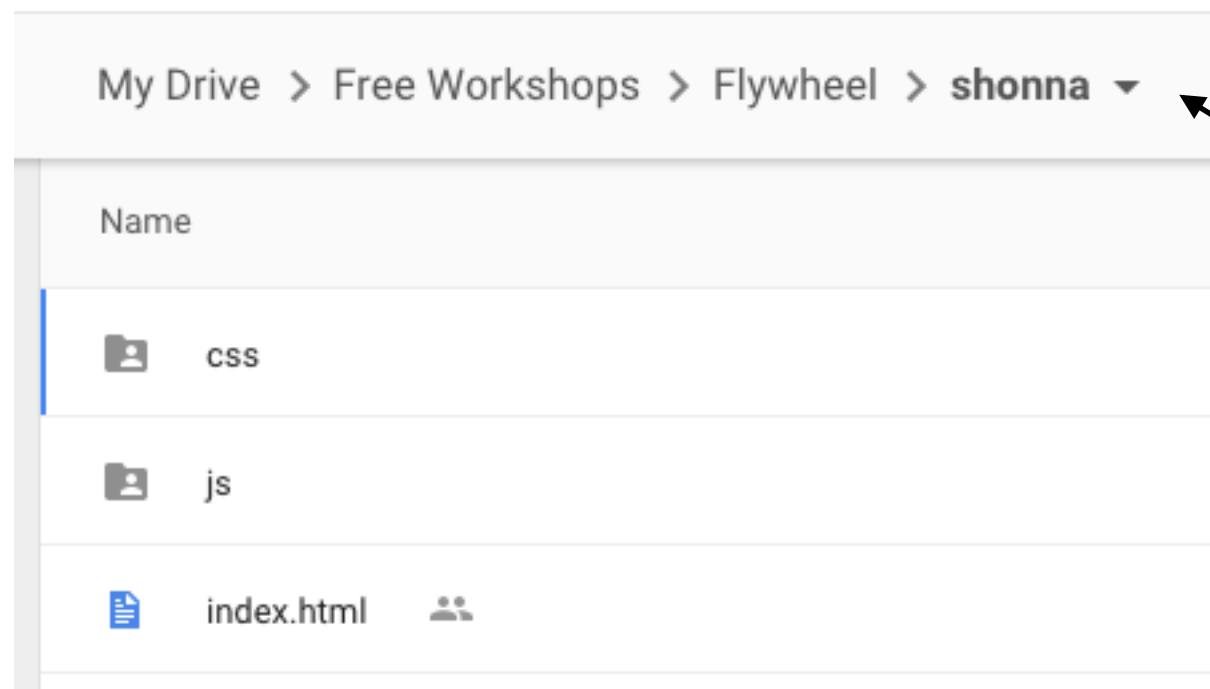 My Drive > Free Workshops > Flywheel > shonna
Name
css
js
index.html